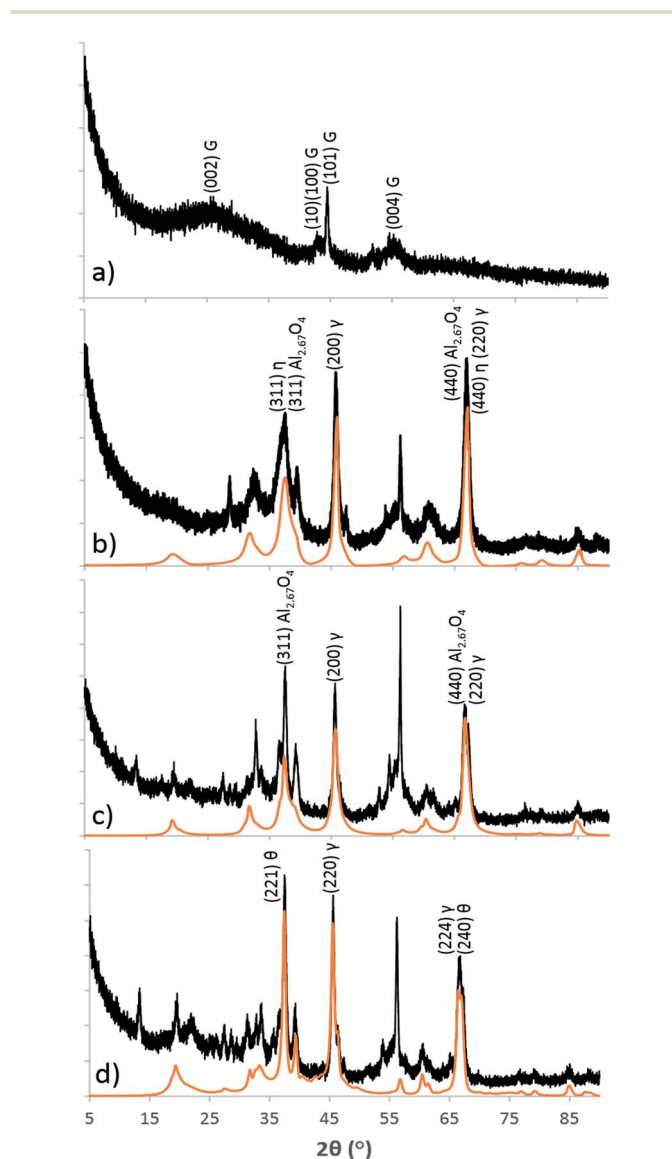 (002) G
(10)(100) G
(101) G
(004) G
a)
(311) η
(311) Al2.67O4
(200) γ
(440) Al2.67O4
(440) η (220) γ
b)
(311) Al2.67O4
(200) γ
(440) Al2.67O4
(220) γ
c)
(221) θ
(220) γ
(224) γ
(240) θ
d)
5 15 25 35 45 55 65 75 85
2θ (°)